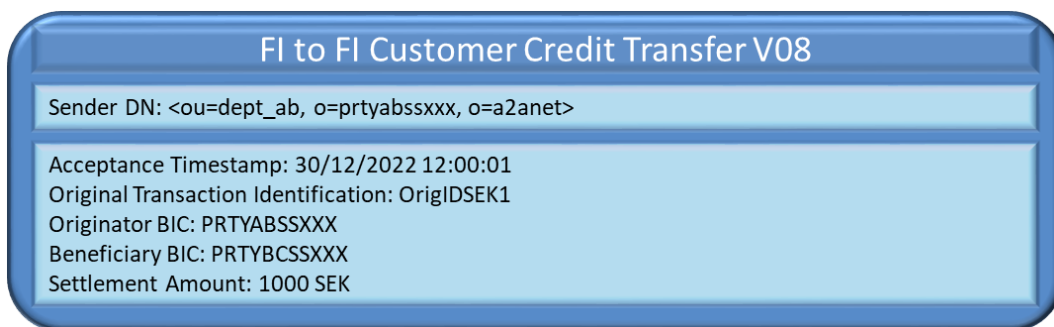 FI to FI Customer Credit Transfer V08
Sender DN: <ou=dept_ab, o=prtyabssxxx, o=a2anet>
Acceptance Timestamp: 30/12/2022 12:00:01
Original Transaction Identification: OrigIDSEK1
Originator BIC: PRTYABSSXXX
Beneficiary BIC: PRTYBCSSXXX
Settlement Amount: 1000 SEK